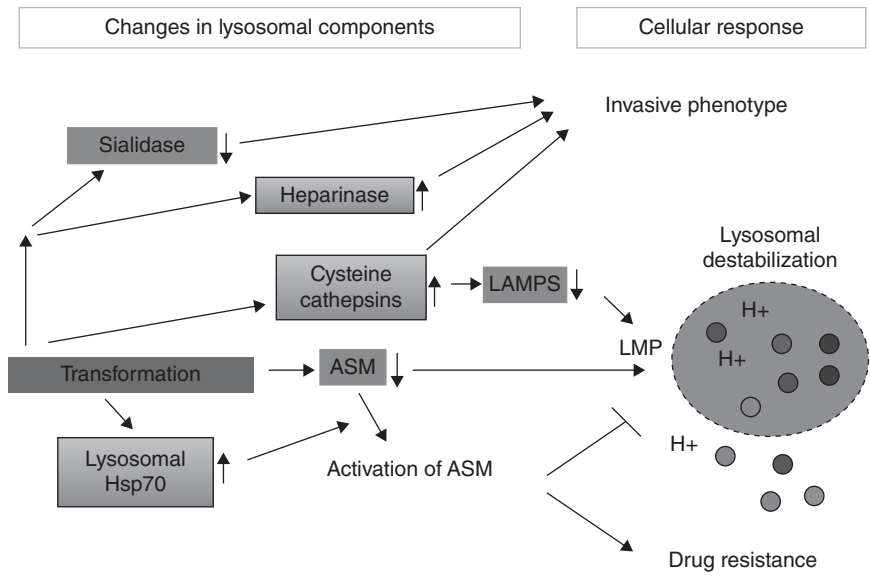 Changes in lysosomal components
Cellular response
Invasive phenotype
Sialidase
Heparinase
Lysosomal
destabilization
Cysteine
cathepsins
LAMPS
H+
LMP
H+
Transformation
ASM
H+
Lysosomal
Hsp70
Activation of ASM
Drug resistance